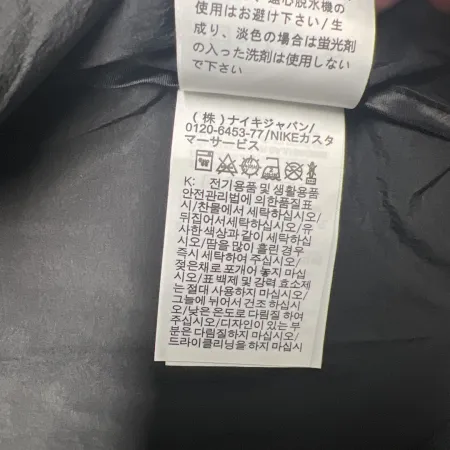 使用はお避け下さい/生
成り、淡色の場合は蛍光剤
の入った洗剤は使用しない
で下さい
(株)ナイキジャパン/
0120-6453-77/NIKEカスタ
マーサービス
K: 전기용품 및 생활용품
안전관리법에 의한품질표
시/찬물에서 세탁하십시오/
뒤집어서세탁하십시오/유
사한색상과 같이 세탁하십
시오/땀을 많이 흘린 경우
즉시 세탁하여 주십시오/
젖은채로 포개어 놓지 마십
시오/표 백제 및 강력 효소제
는 절대 사용하지 마십시오/
그늘에 뉘어서 건조 하십시
오/낮은 온도로 다림질 하여
주십시오/디자인이 있는 부
분은 다림질하지 마십시오/
드라이클리닝을 하지 마십시